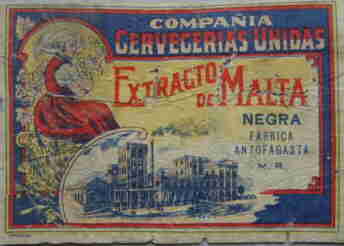 COMPAÑIA
CERVECERIAS UNIDAS
EXTRACTO
DE MALTA
NEGRA
FABRICA
ANTOFAGASTA
M. R.